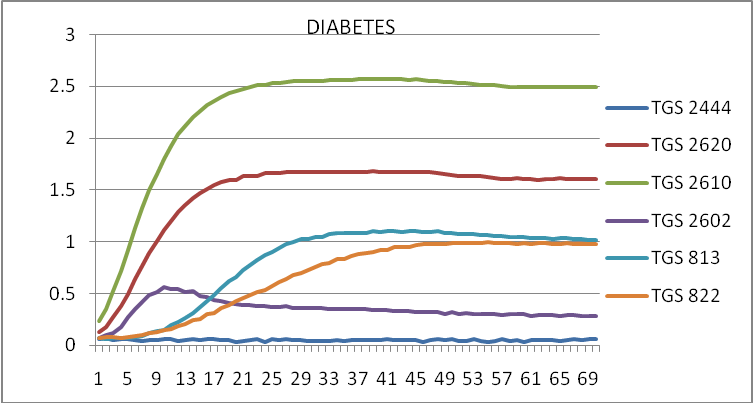 DIABETES
3
2.5
2
1.5
1
0.5
0
1 5 9 13 17 21 25 29 33 37 41 45 49 53 57 61 65 69
TGS 2444
TGS 2620
TGS 2610
TGS 2602
TGS 813
TGS 822